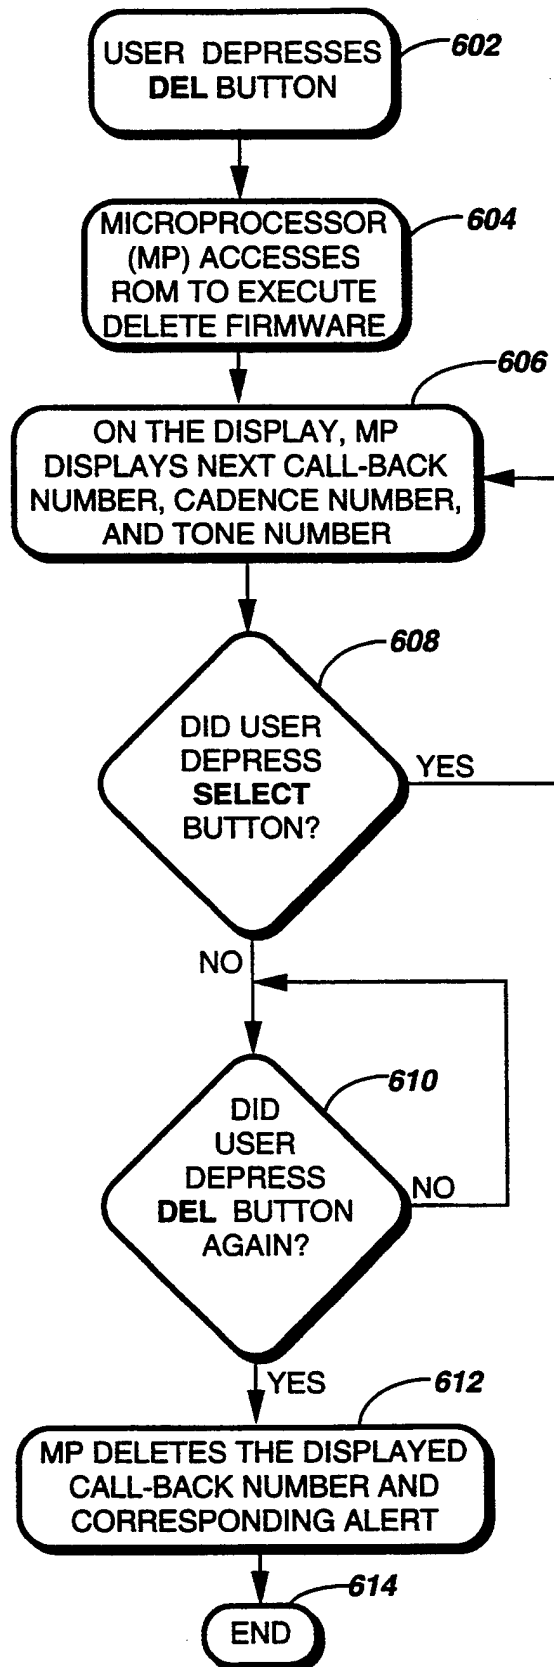 USER DEPRESSES
DEL BUTTON
602
MICROPROCESSOR
(MP) ACCESSES
ROM TO EXECUTE
DELETE FIRMWARE
604
606
ON THE DISPLAY, MP
DISPLAYS NEXT CALL-BACK
NUMBER, CADENCE NUMBER,
AND TONE NUMBER
608
DID USER
DEPRESS
SELECT
BUTTON?
YES
NO
610
DID
USER
DEPRESS
DEL BUTTON
AGAIN?
NO
YES
612
MP DELETES THE DISPLAYED
CALL-BACK NUMBER AND
CORRESPONDING ALERT
614
END